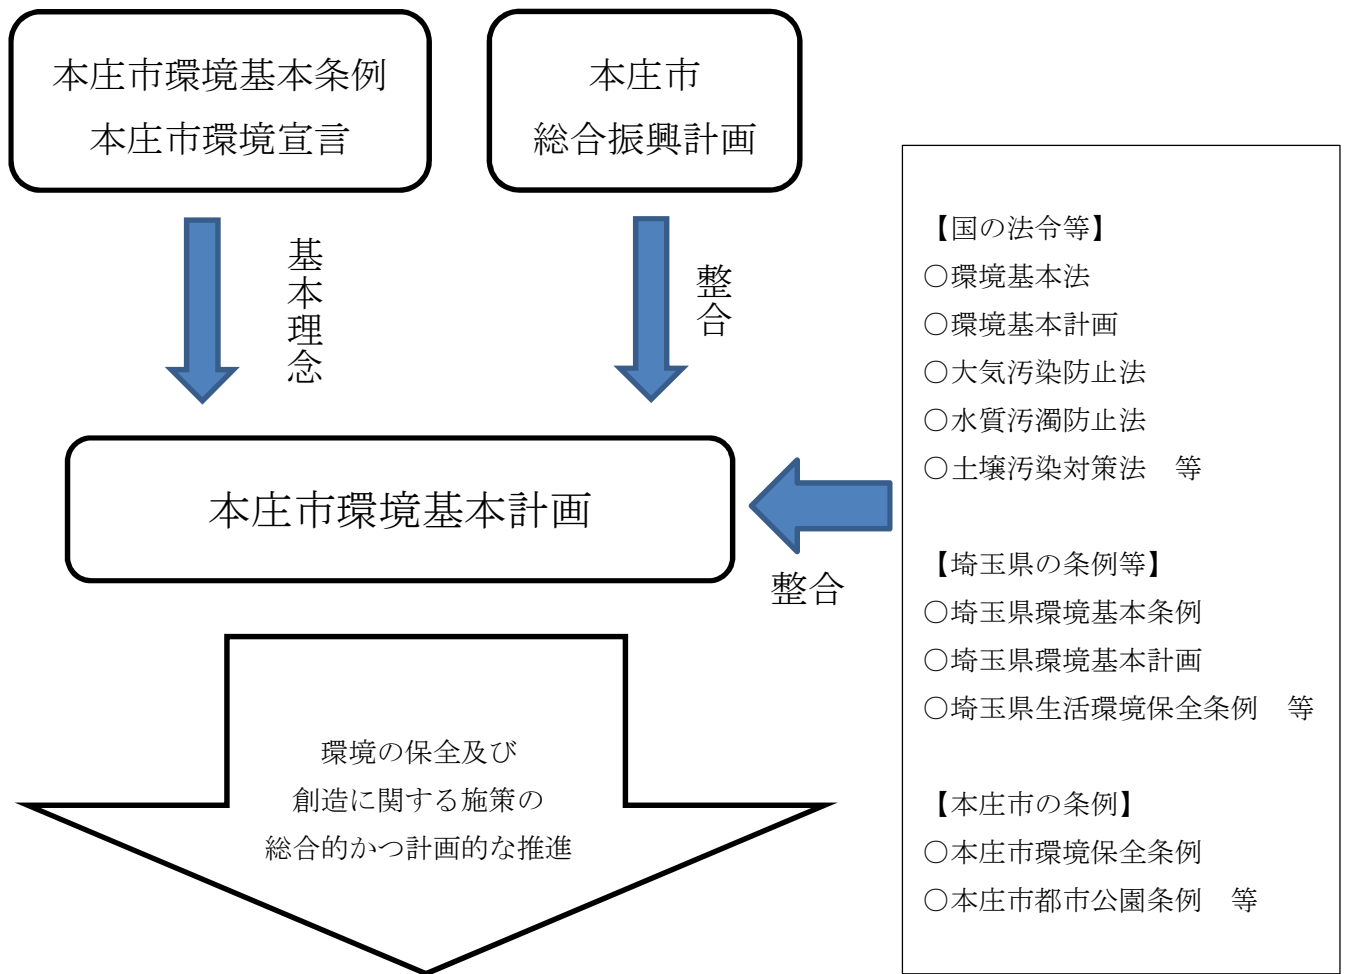 本庄市環境基本条例
本庄市環境宣言
本庄市
総合振興計画
基本理念
整合
本庄市環境基本計画
整合
環境の保全及び
創造に関する施策の
総合的かつ計画的な推進
【国の法令等】
○環境基本法
○環境基本計画
○大気汚染防止法
○水質汚濁防止法
○土壌汚染対策法　等
【埼玉県の条例等】
○埼玉県環境基本条例
○埼玉県環境基本計画
○埼玉県生活環境保全条例　等
【本庄市の条例】
○本庄市環境保全条例
○本庄市都市公園条例　等